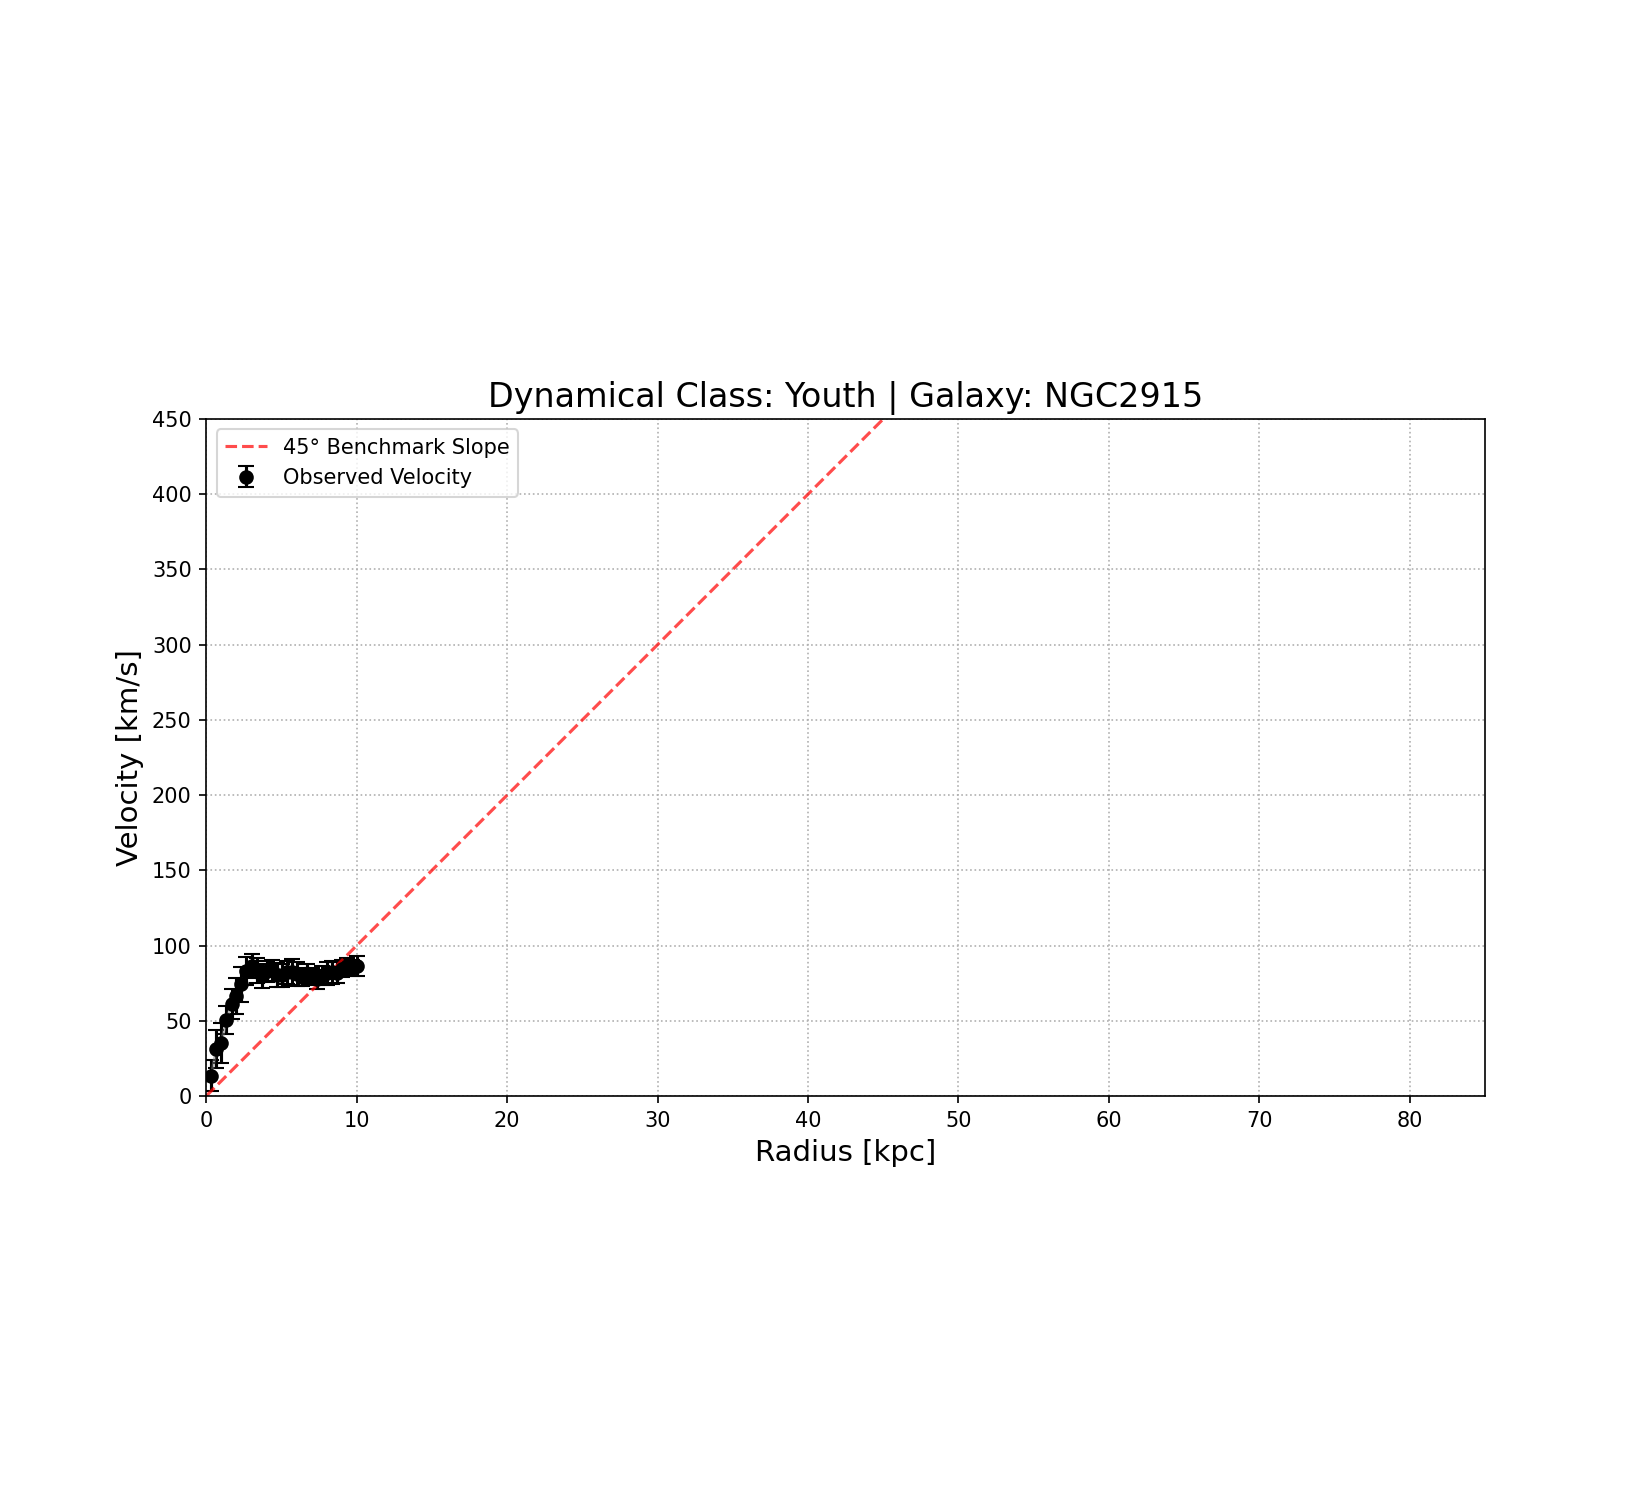 Dynamical Class: Youth | Galaxy: NGC2915
45° Benchmark Slope
Observed Velocity
450
400
350
300
250
200
150
100
50
0
Velocity [km/s]
0 10 20 30 40 50 60 70 80
Radius [kpc]